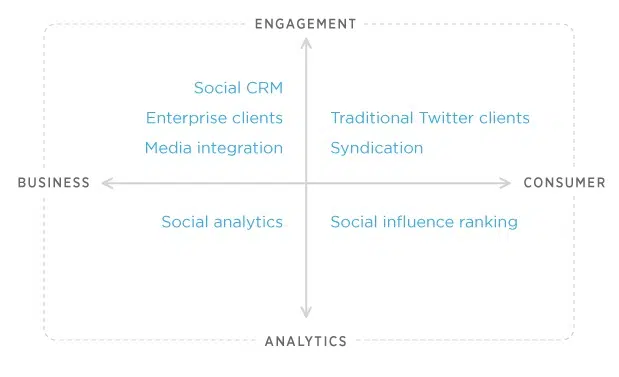 ENGAGEMENT
Social CRM
Enterprise clients
Traditional Twitter clients
Media integration
Syndication
BUSINESS
CONSUMER
Social analytics
Social influence ranking
ANALYTICS